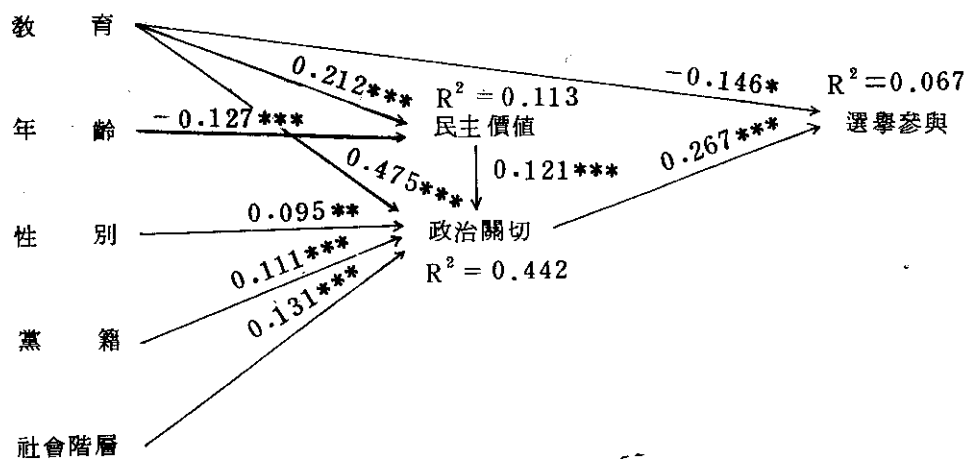 教　育
0.212***
-0.146*
R² = 0.067
R² = 0.113
年　齡
-0.127***
民主價值
選舉參與
0.475***
0.121***
0.267***
性　別
0.095**
政治關切
0.111***
R² = 0.442
0.131***
黨　籍
社會階層